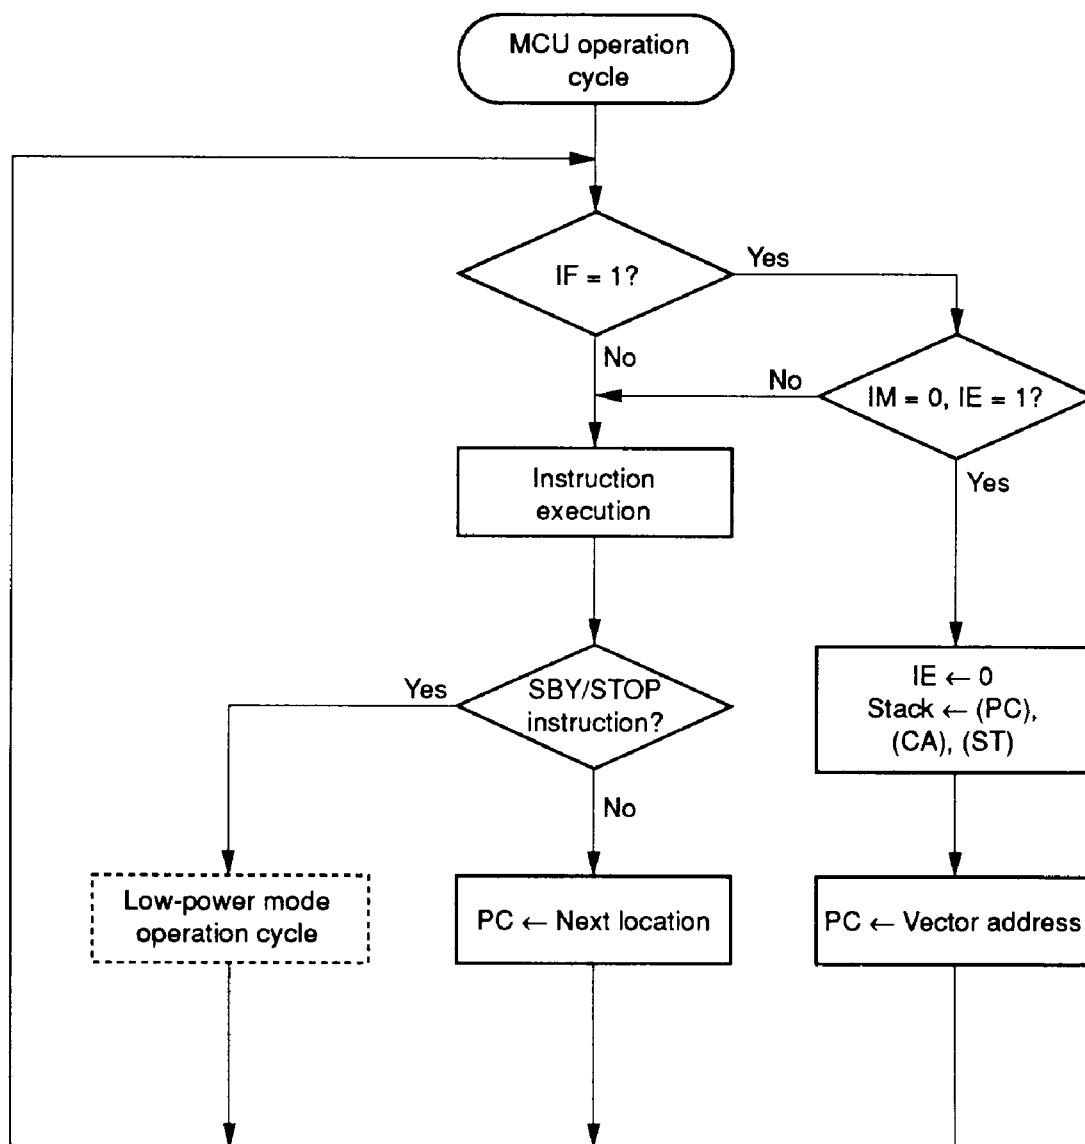 MCU operation
cycle
IF = 1?
Yes
No
IM = 0, IE = 1?
No
Yes
Instruction
execution
SBY/STOP
instruction?
Yes
No
IE ← 0
Stack ← (PC),
(CA), (ST)
Low-power mode
operation cycle
PC ← Next location
PC ← Vector address